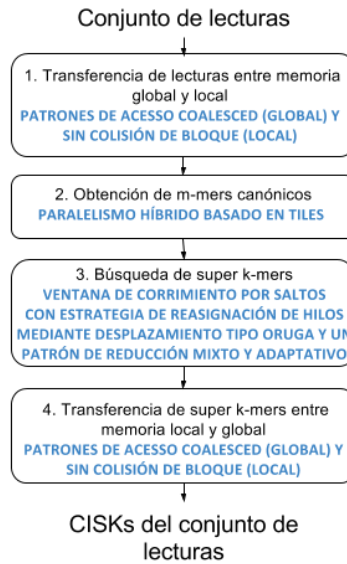 Conjunto de lecturas
1. Transferencia de lecturas entre memoria
global y local
PATRONES DE ACCESO COALESCED (GLOBAL) Y
SIN COLISIÓN DE BLOQUE (LOCAL)
2. Obtención de m-mers canónicos
PARALELISMO HÍBRIDO BASADO EN TILES
3. Búsqueda de super k-mers
VENTANA DE CORRIMIENTO POR SALTOS
CON ESTRATEGIA DE REASIGNACIÓN DE HILOS
MEDIANTE DESPLAZAMIENTO TIPO ORUGA Y UN
PATRÓN DE REDUCCIÓN MIXTO Y ADAPTATIVO
4. Transferencia de super k-mers entre
memoria local y global
PATRONES DE ACCESO COALESCED (GLOBAL) Y
SIN COLISIÓN DE BLOQUE (LOCAL)
CISKs del conjunto de
lecturas